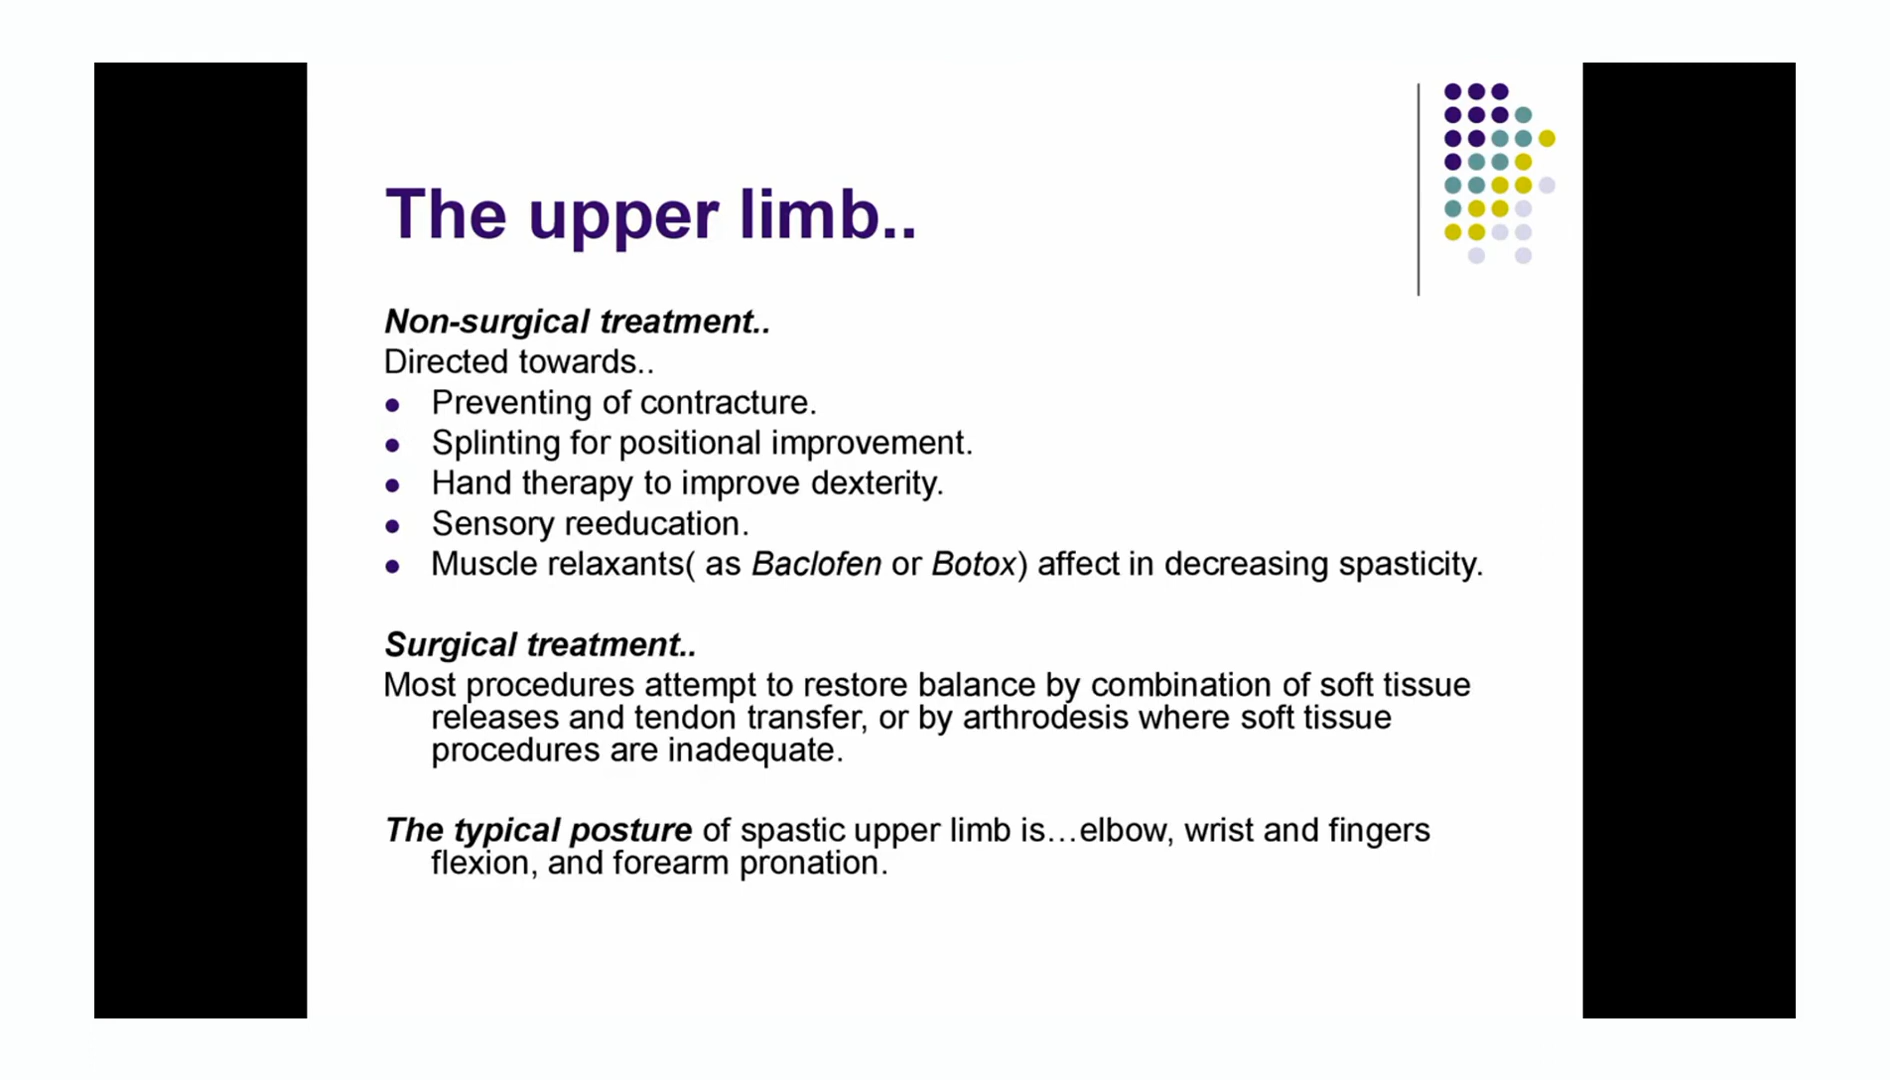 The upper limb..
Non-surgical treatment..
Directed towards..
Preventing of contracture.
Splinting for positional improvement.
Hand therapy to improve dexterity.
Sensory reeducation.
Muscle relaxants( as Baclofen or Botox) affect in decreasing spasticity.
Surgical treatment..
Most procedures attempt to restore balance by combination of soft tissue
releases and tendon transfer, or by arthrodesis where soft tissue
procedures are inadequate.
The typical posture of spastic upper limb is…elbow, wrist and fingers
flexion, and forearm pronation.